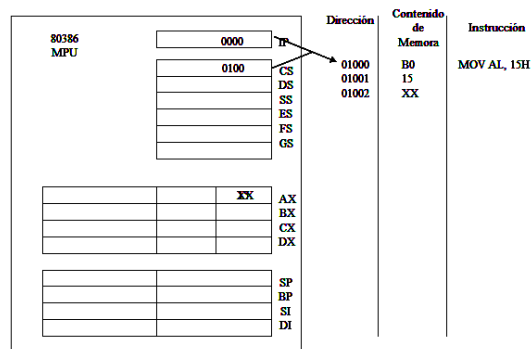 80386
MPU
0000 IP
0100 CS
DS
SS
ES
FS
GS
XX AX
BX
CX
DX
SP
BP
SI
DI
Dirección Contenido de Memora Instrucción
01000 B0 MOV AL, 15H
01001 15
01002 XX